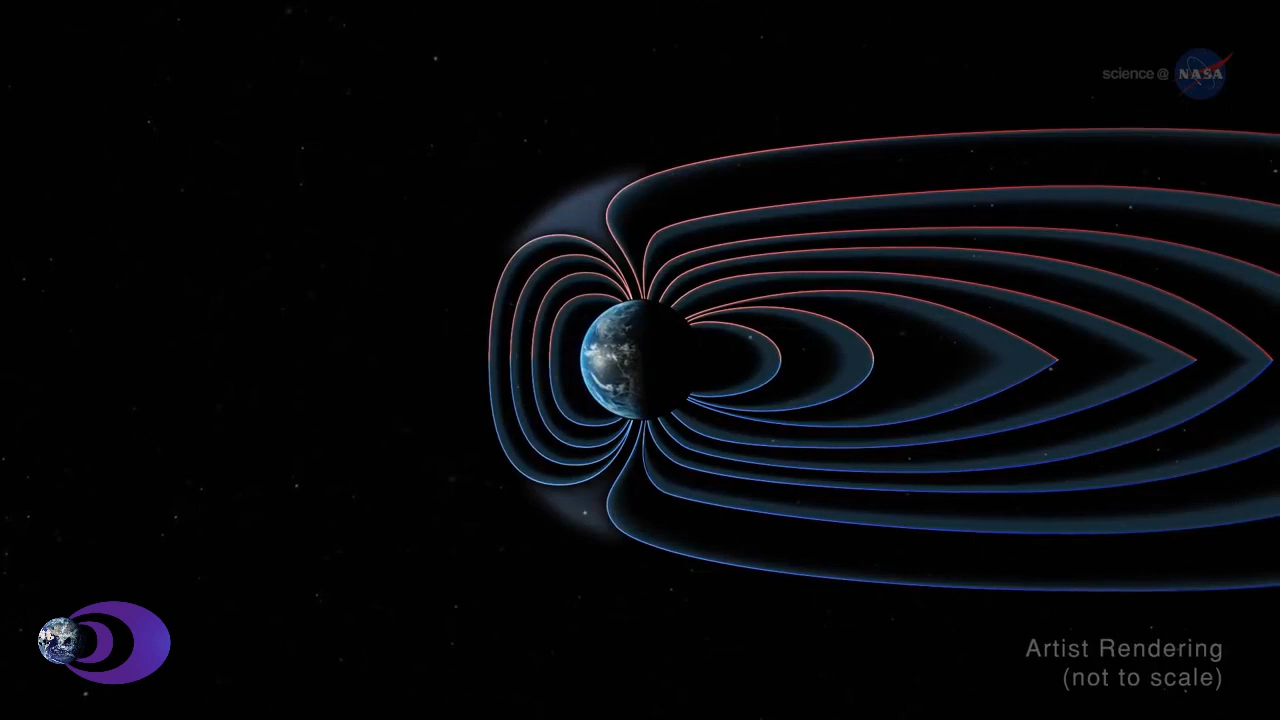 science@ NASA
Artist Rendering
(not to scale)